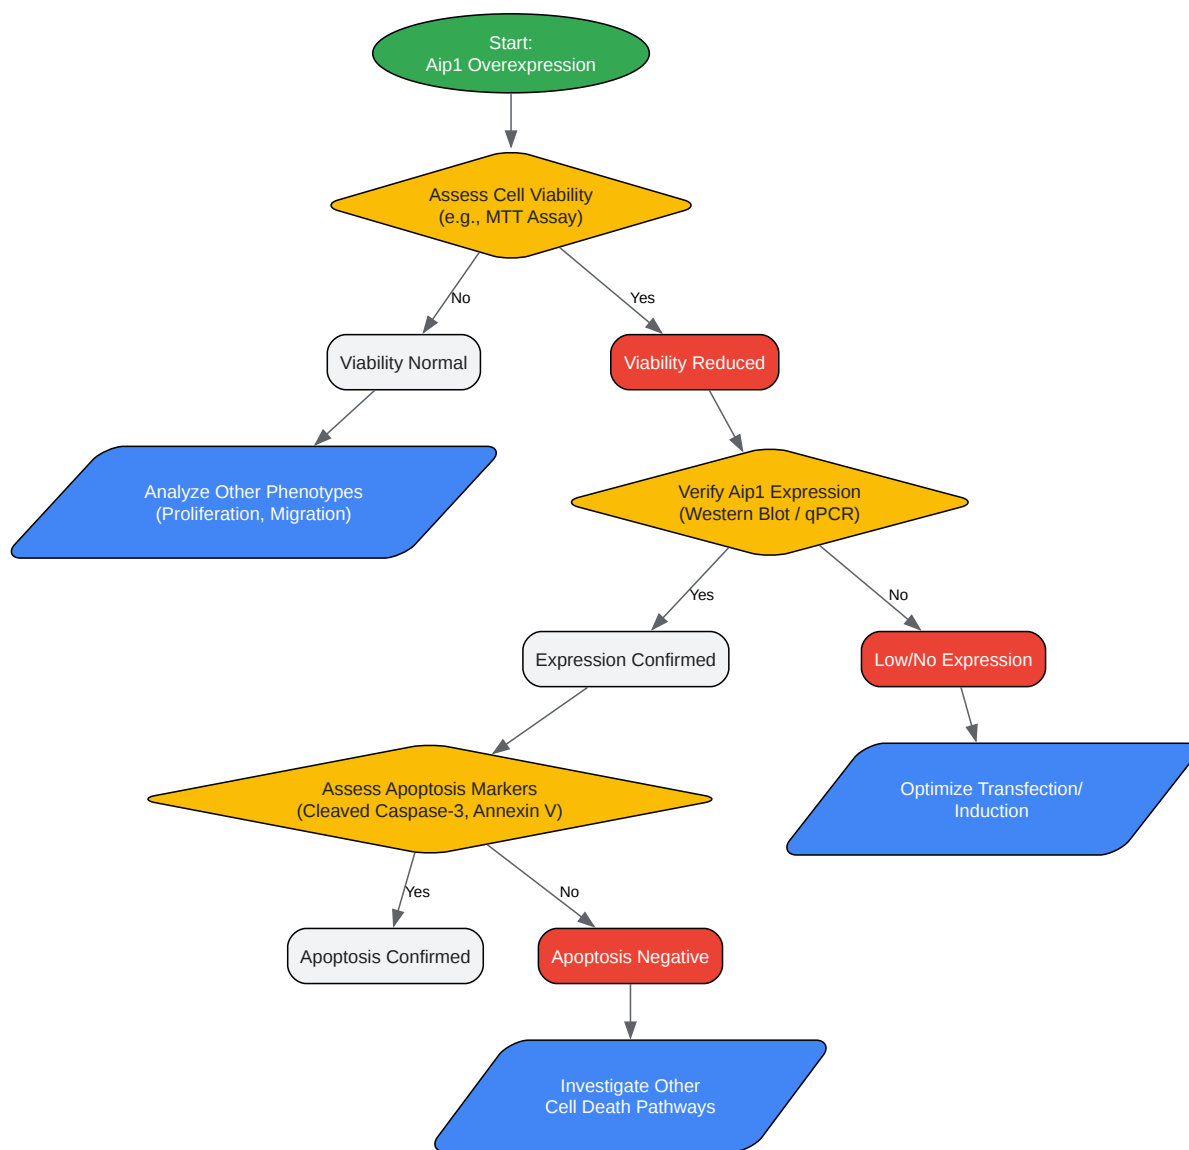 Start:
Aip1 Overexpression
Assess Cell Viability
(e.g., MTT Assay)
No
Yes
Viability Normal
Viability Reduced
Analyze Other Phenotypes
(Proliferation, Migration)
Verify Aip1 Expression
(Western Blot / qPCR)
Yes
No
Expression Confirmed
Low/No Expression
Assess Apoptosis Markers
(Cleaved Caspase-3, Annexin V)
Optimize Transfection/
Induction
Yes
No
Apoptosis Confirmed
Apoptosis Negative
Investigate Other
Cell Death Pathways